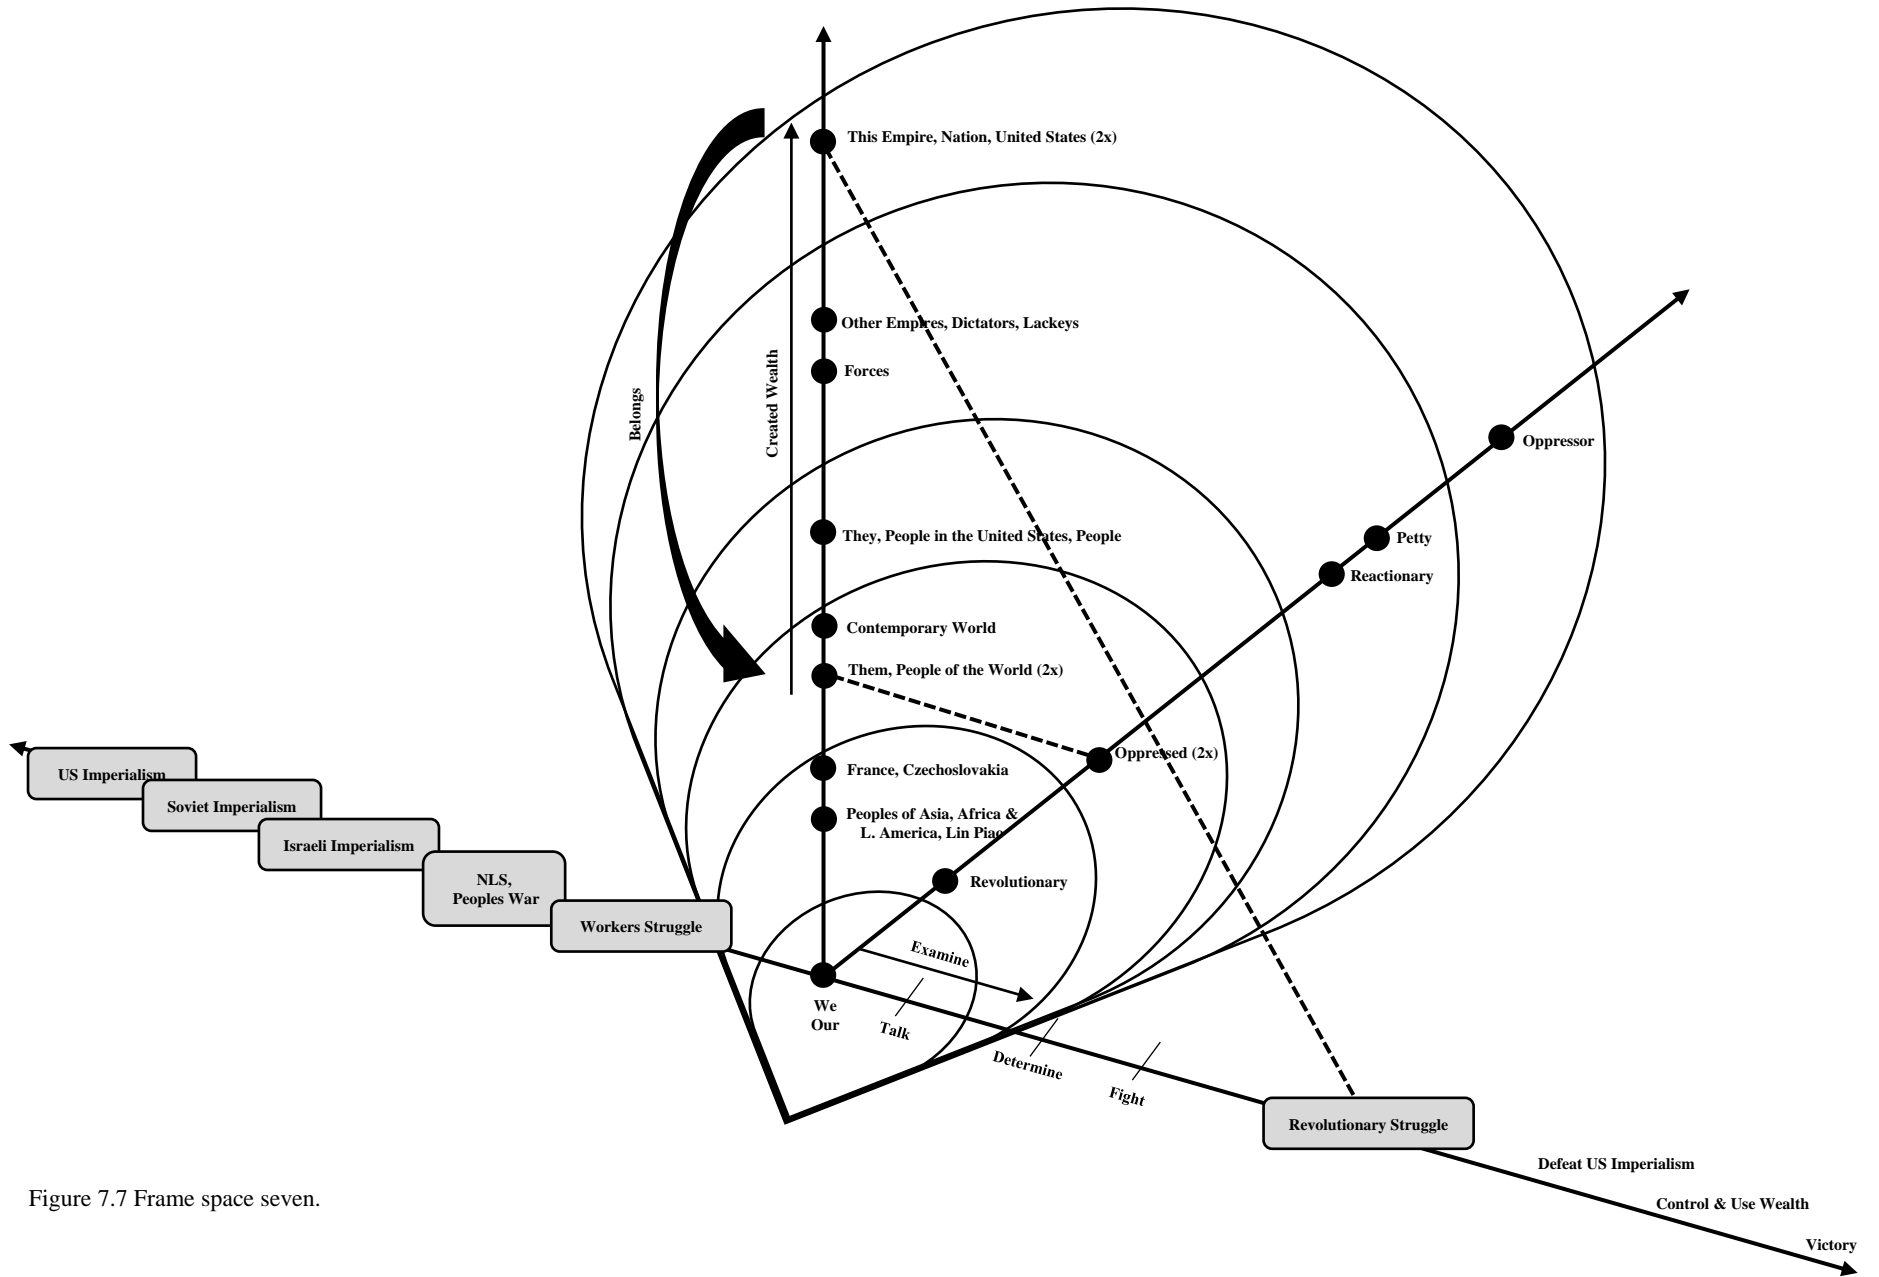 This Empire, Nation, United States (2x)
Other Empires, Dictators, Lackeys
Forces
Created Wealth
Belongs
Oppressor
They, People in the United States, People
Petty
Reactionary
Contemporary World
Them, People of the World (2x)
Oppressed (2x)
France, Czechoslovakia
US Imperialism
Soviet Imperialism
Peoples of Asia, Africa &
L. America, Lin Piao
Israeli Imperialism
NLS,
Peoples War
Revolutionary
Workers Struggle
Examine
We
Our
Talk
Determine
Fight
Revolutionary Struggle
Defeat US Imperialism
Control & Use Wealth
Victory
Figure 7.7 Frame space seven.